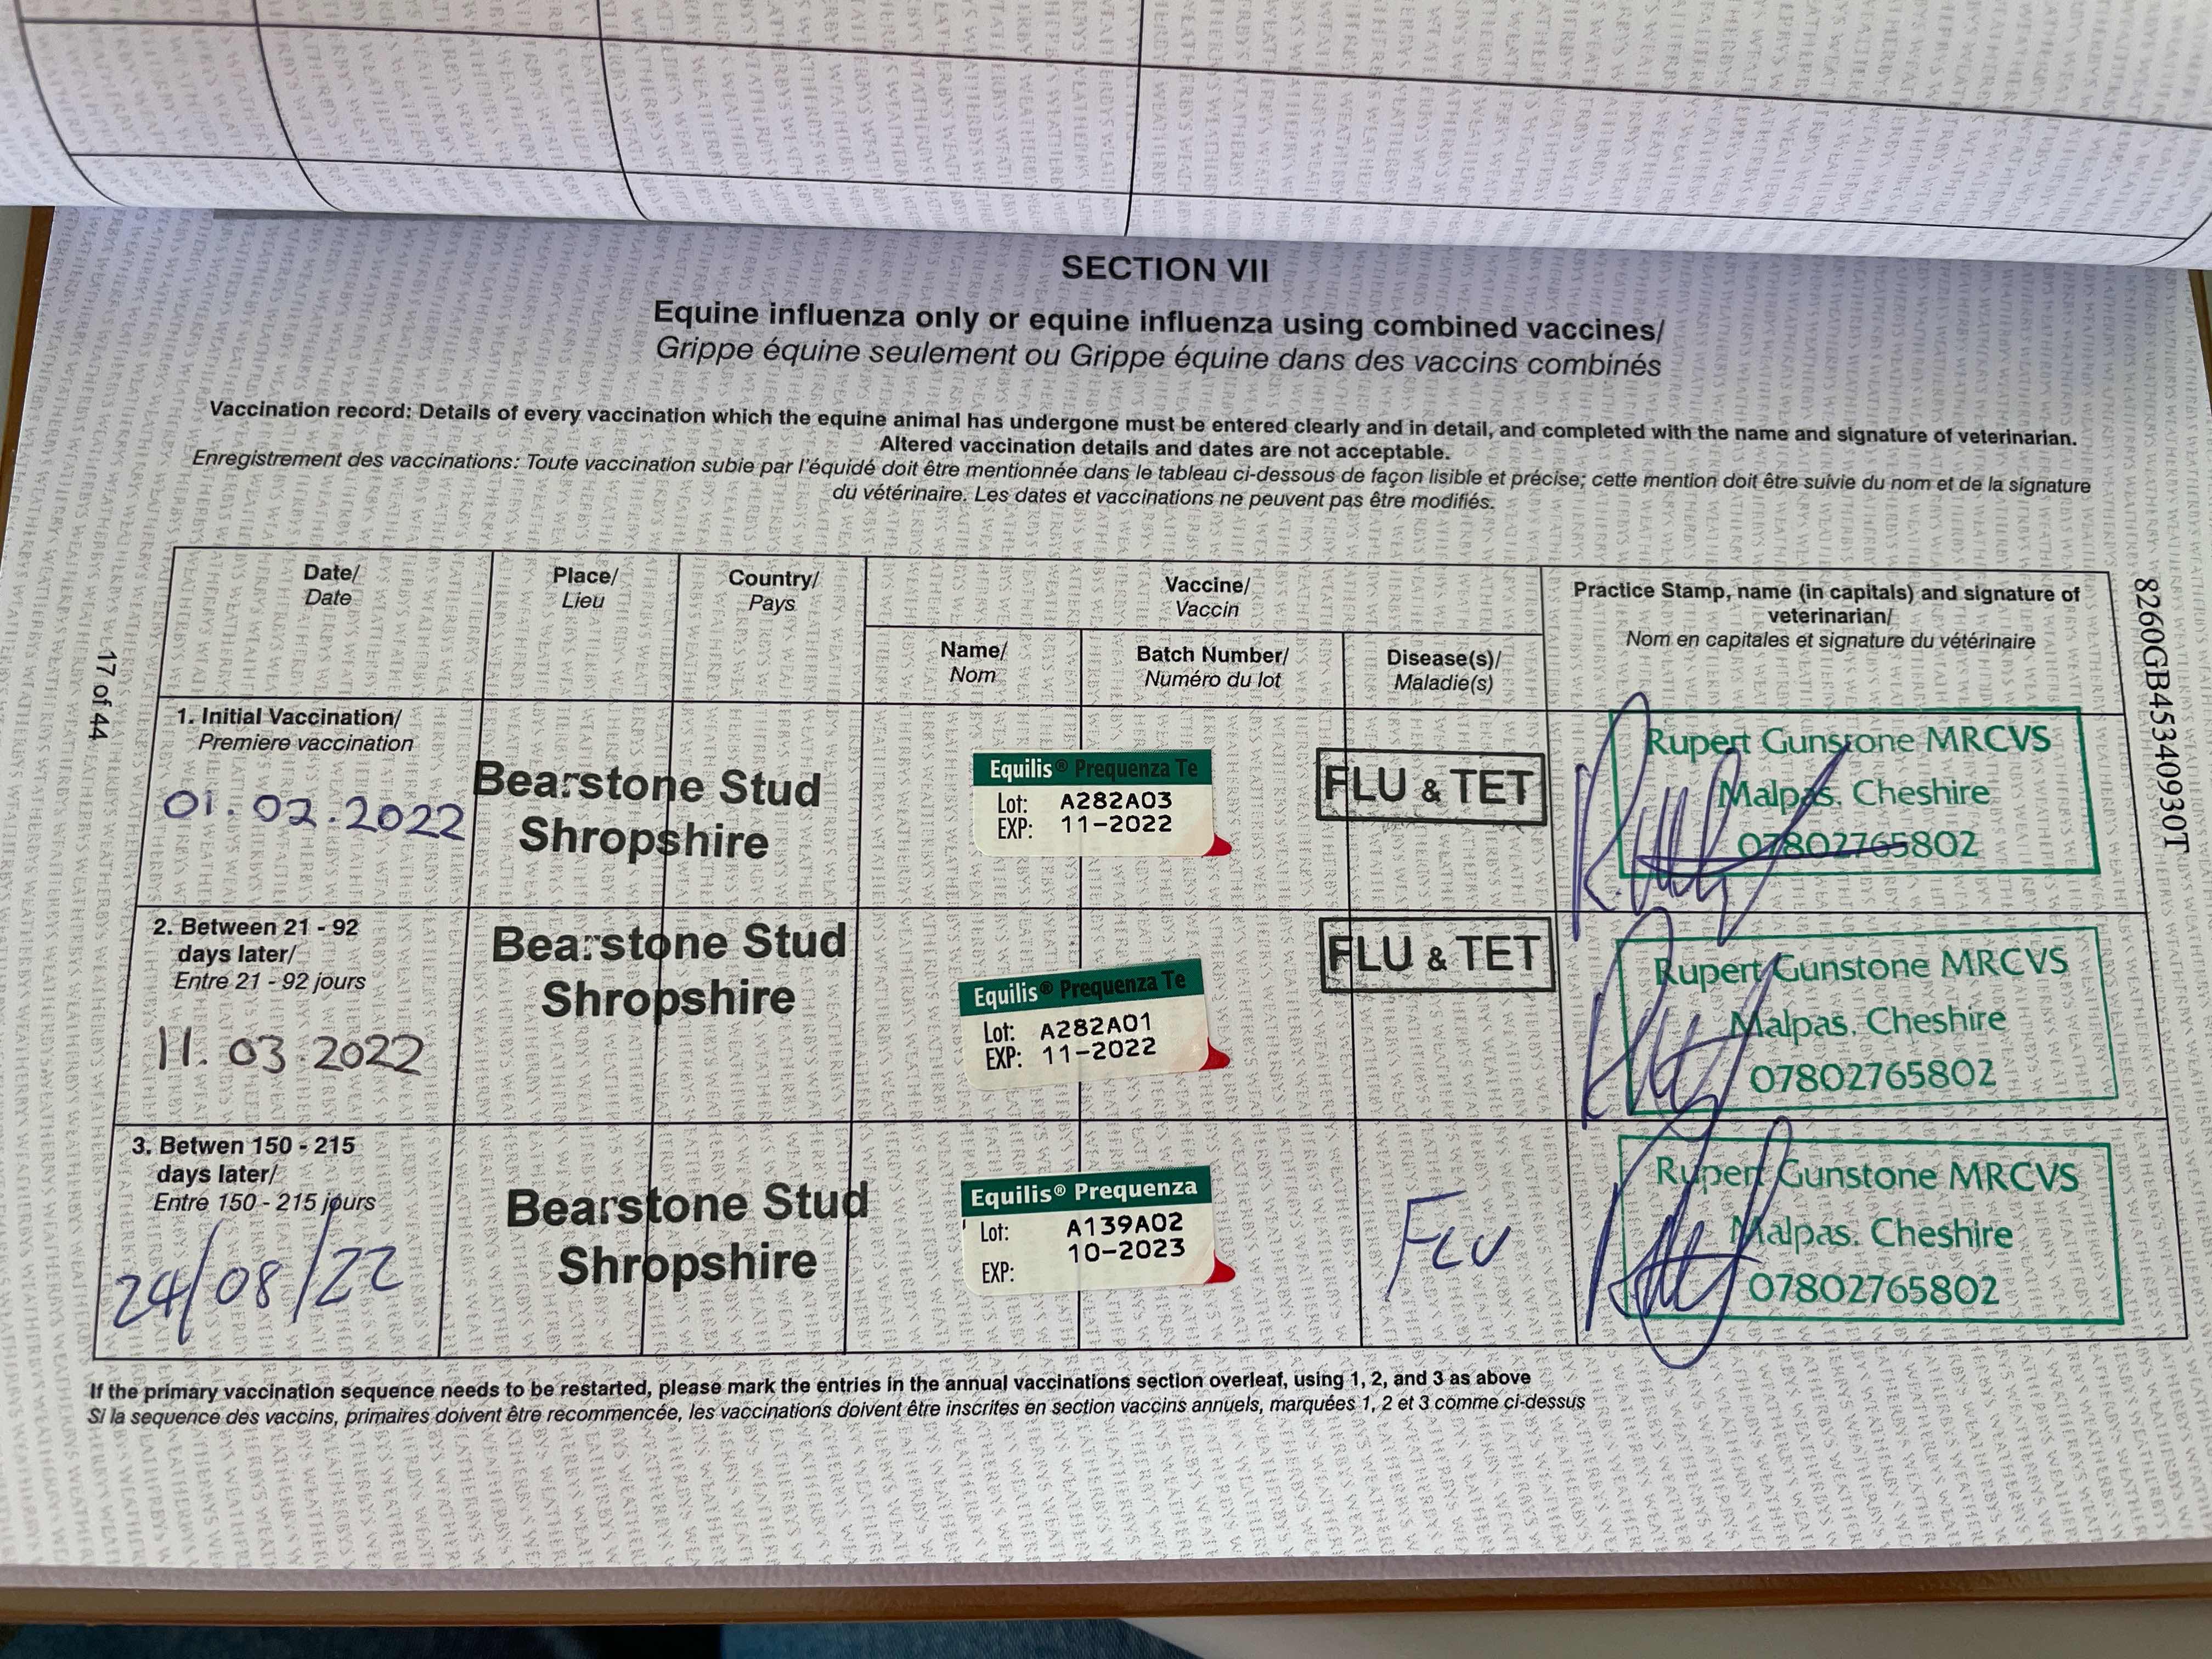 SECTION VII
Equine influenza only or equine influenza using combined vaccines/
Grippe équine seulement ou Grippe équine dans des vaccins combinés
Vaccination record: Details of every vaccination which the equine animal has undergone must be entered clearly and in detail, and completed with the name and signature of veterinarian.
Altered vaccination details and dates are not acceptable.
Enregistrement des vaccinations: Toute vaccination subie par l'équidé doit être mentionnée dans le tableau ci-dessous de façon lisible et précise; cette mention doit être suivie du nom et de la signature
du vétérinaire. Les dates et vaccinations ne peuvent pas être modifiés.
Date/
Date
Place/
Lieu
Country/
Pays
Vaccine/
Vaccin
Name/
Nom
Batch Number/
Numéro du lot
Disease(s)/
Maladie(s)
Practice Stamp, name (in capitals) and signature of
veterinarian/
Nom en capitales et signature du vétérinaire
1. Initial Vaccination/
Premiere vaccination
01.02.2022
Bearstone Stud
Shropshire
Equilis® Prequenza Te
Lot: A282A03
EXP: 11-2022
FLU & TET
Rupert Gunstone MRCVS
Malpas. Cheshire
07802765802
2. Between 21 - 92
days later/
Entre 21 - 92 jours
11.03.2022
Bearstone Stud
Shropshire
Equilis® Prequenza Te
Lot: A282A01
EXP: 11-2022
FLU & TET
Rupert Gunstone MRCVS
Malpas. Cheshire
07802765802
3. Betwen 150 - 215
days later/
Entre 150 - 215 jours
24/08/22
Bearstone Stud
Shropshire
Equilis® Prequenza
Lot: A139A02
10-2023
EXP:
FLU
Rupert Gunstone MRCVS
Malpas. Cheshire
07802765802
If the primary vaccination sequence needs to be restarted, please mark the entries in the annual vaccinations section overleaf, using 1, 2, and 3 as above
Si la sequence des vaccins, primaires doivent être recommencée, les vaccinations doivent être inscrites en section vaccins annuels, marquées 1, 2 et 3 comme ci-dessus
17 of 44
8260GB45340930T
WEATHERBYS